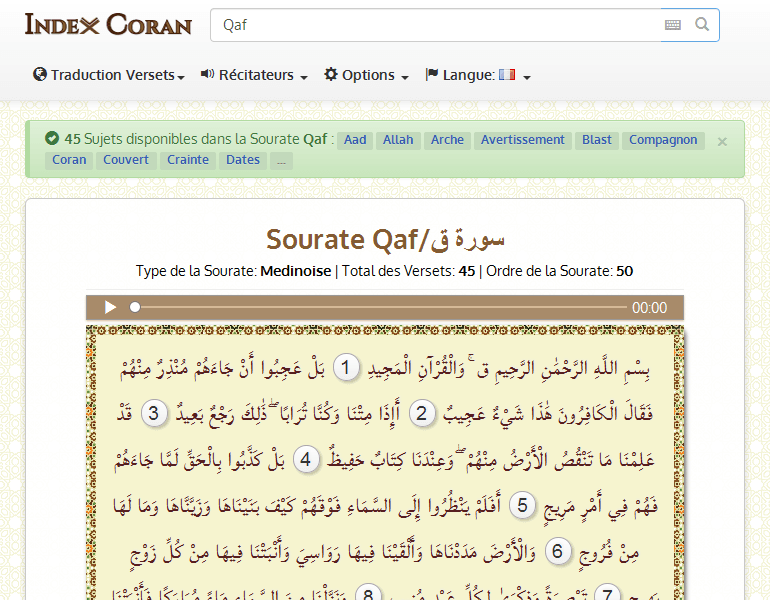 Index Coran
Qaf
Traduction Versets
Récitateurs
Options
Langue:
45 Sujets disponibles dans la Sourate Qaf : Aad Allah Arche Avertissement Blast Compagnon
Coran Couvert Crainte Dates ...
×
Sourate Qaf/سورة ق
Type de la Sourate: Medinoise | Total des Versets: 45 | Ordre de la Sourate: 50
00:00
بِسْمِ اللَّهِ الرَّحْمَٰنِ الرَّحِيمِ ق ۚ وَالْقُرْآنِ الْمَجِيدِ 1 بَلْ عَجِبُوا أَنْ جَاءَهُمْ مُنْذِرٌ مِنْهُمْ
فَقَالَ الْكَافِرُونَ هَٰذَا شَيْءٌ عَجِيبٌ 2 أَإِذَا مِتْنَا وَكُنَّا تُرَابًا ۖ ذَٰلِكَ رَجْعٌ بَعِيدٌ 3 قَدْ
عَلِمْنَا مَا تَنْقُصُ الْأَرْضُ مِنْهُمْ ۖ وَعِنْدَنَا كِتَابٌ حَفِيظٌ 4 بَلْ كَذَّبُوا بِالْحَقِّ لَمَّا جَاءَهُمْ
فَهُمْ فِي أَمْرٍ مَرِيجٍ 5 أَفَلَمْ يَنْظُرُوا إِلَى السَّمَاءِ فَوْقَهُمْ كَيْفَ بَنَيْنَاهَا وَزَيَّنَّاهَا وَمَا لَهَا
مِنْ فُرُوجٍ 6 وَالْأَرْضَ مَدَدْنَاهَا وَأَلْقَيْنَا فِيهَا رَوَاسِيَ وَأَنْبَتْنَا فِيهَا مِنْ كُلِّ زَوْجٍ
7 8